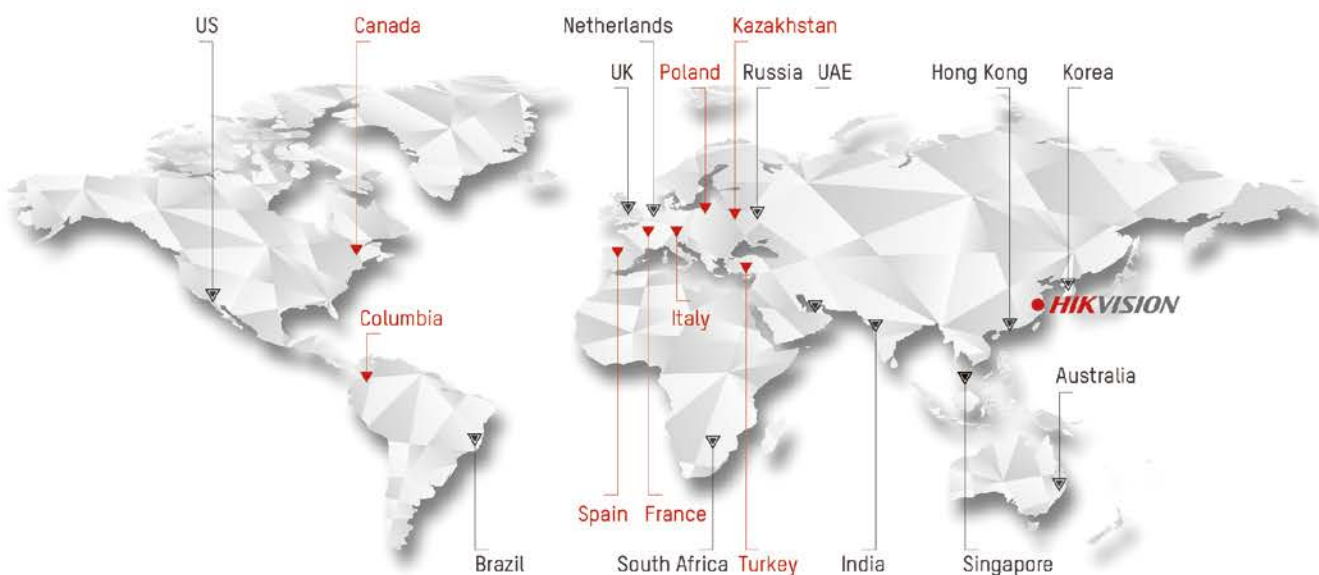 US
Canada
Netherlands
Kazakhstan
UK
Poland
Russia
UAE
Hong Kong
Korea
HIKVISION
Columbia
Italy
Australia
Spain
France
Brazil
South Africa
Turkey
India
Singapore